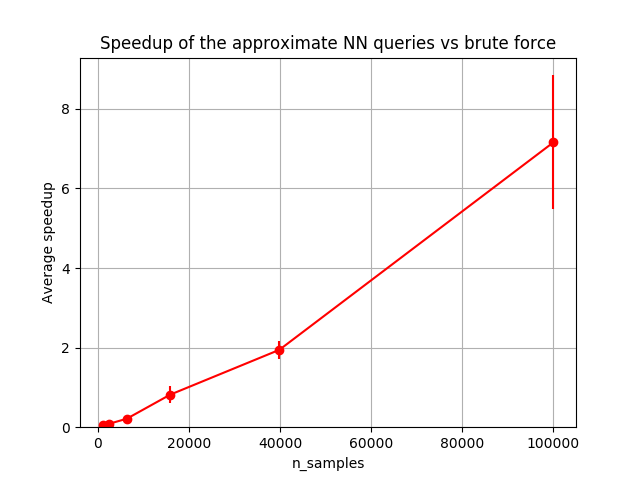 Speedup of the approximate NN queries vs brute force
Average speedup
8
6
4
2
0
0 20000 40000 60000 80000 100000
n_samples